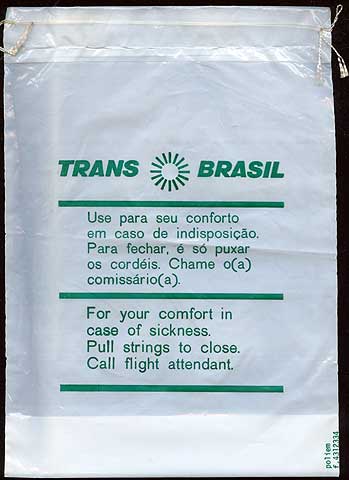 TRANS BRASIL
Use para seu conforto
em caso de indisposição.
Para fechar, é só puxar
os cordéis. Chame o(a)
comissário(a).
For your comfort in
case of sickness.
Pull strings to close.
Call flight attendant.
poliem
f.4312334